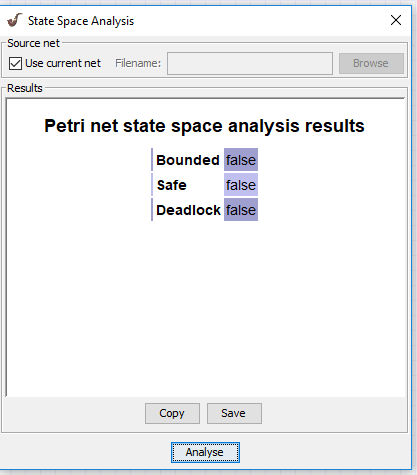 State Space Analysis
Source net
Use current net Filename: Browse
Results
Petri net state space analysis results
Bounded false
Safe false
Deadlock false
Copy Save
Analyse